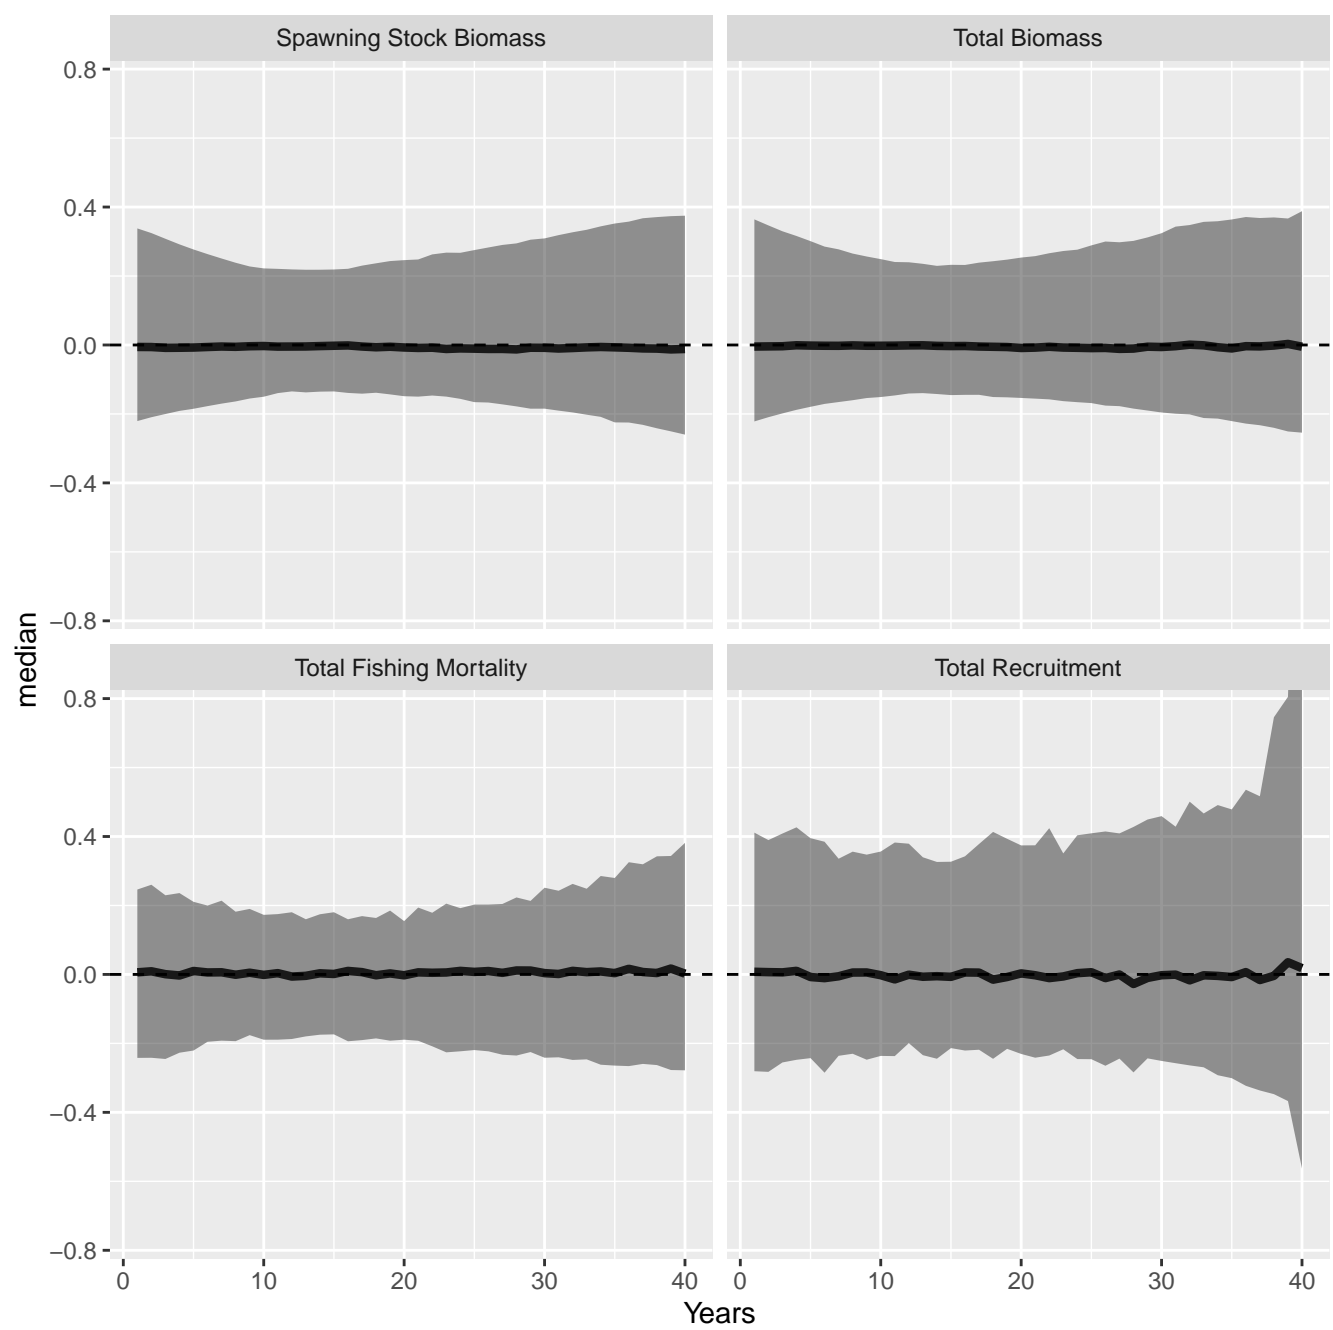 Spawning Stock Biomass
Total Biomass
0.8
0.4
0.0
−0.4
−0.8
median
Total Fishing Mortality
Total Recruitment
0.8
0.4
0.0
−0.4
−0.8
0 10 20 30 40
0 10 20 30 40
Years